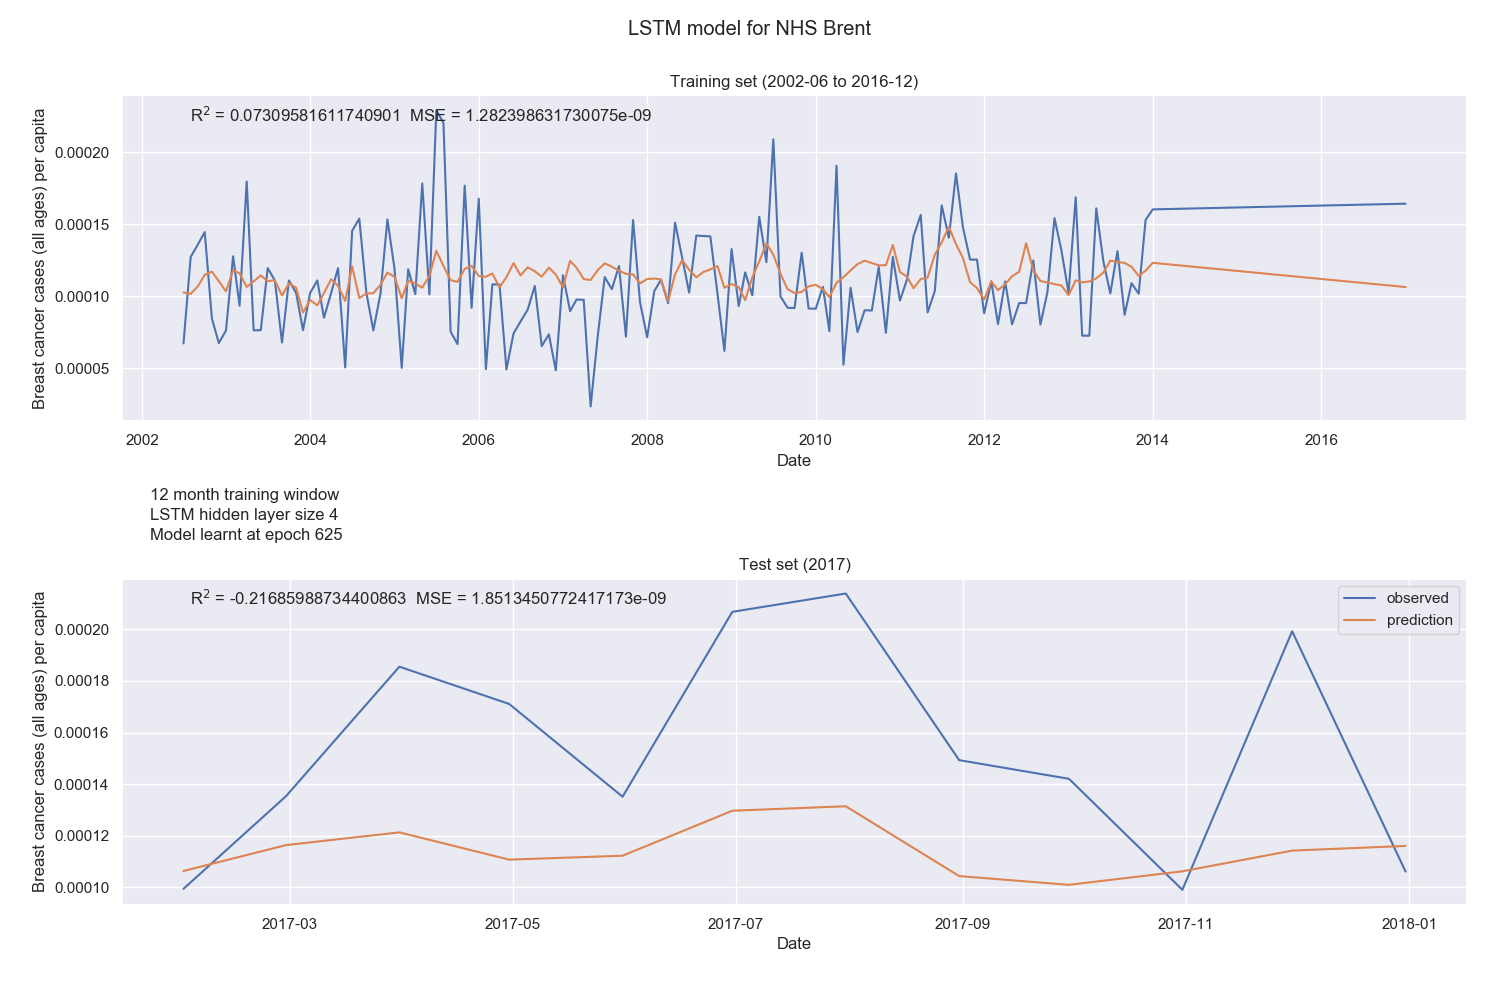 LSTM model for NHS Brent
Training set (2002-06 to 2016-12)
R² = 0.07309581611740901 MSE = 1.282398631730075e-09
Breast cancer cases (all ages) per capita
0.00020
0.00015
0.00010
0.00005
2002 2004 2006 2008 2010 2012 2014 2016
Date
12 month training window
LSTM hidden layer size 4
Model learnt at epoch 625
Test set (2017)
R² = -0.21685988734400863 MSE = 1.8513450772417173e-09
observed
prediction
Breast cancer cases (all ages) per capita
0.00020
0.00018
0.00016
0.00014
0.00012
0.00010
2017-03 2017-05 2017-07 2017-09 2017-11 2018-01
Date